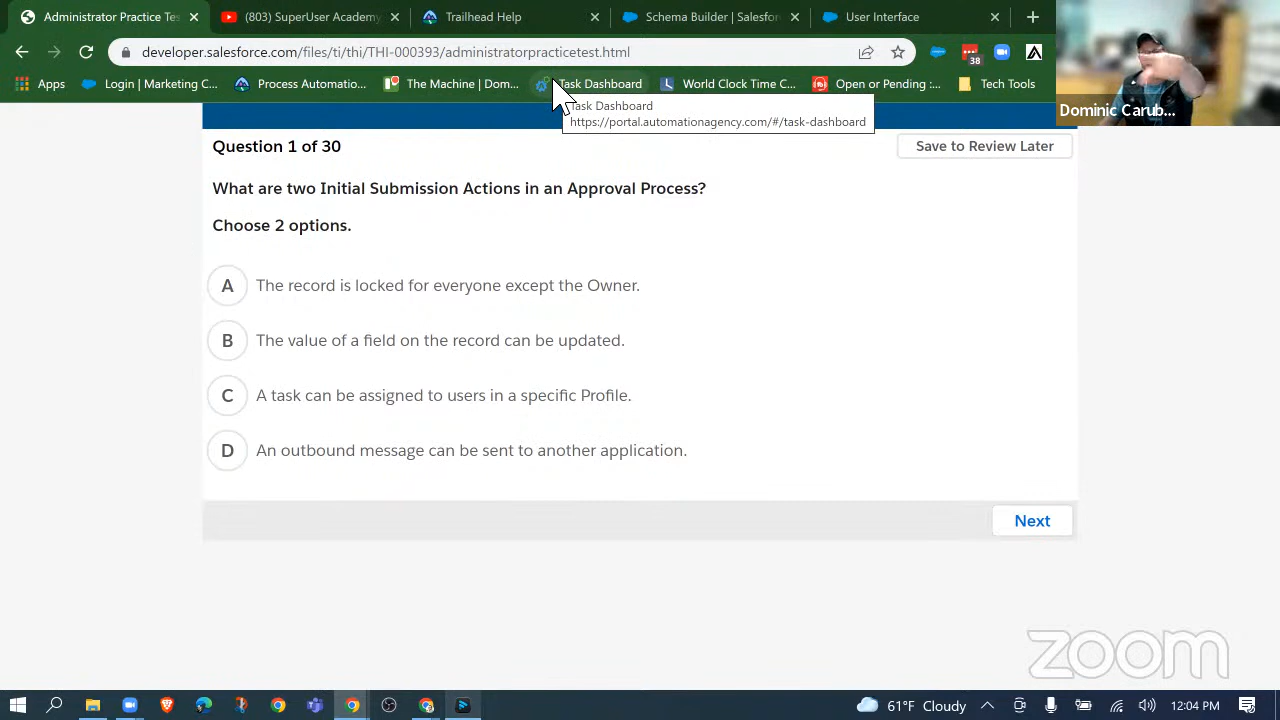 Administrator Practice Tes
(803) SuperUser Academy
Trailhead Help
Schema Builder | Salesfor
User Interface
developer.salesforce.com/files/ti/thi/THI-000393/administratorpracticetest.html
38
Apps
Login | Marketing C...
Process Automatio...
The Machine | Dom...
Task Dashboard
World Clock Time C...
Open or Pending :...
Tech Tools
Task Dashboard
https://portal.automationagency.com/#/task-dashboard
Dominic Carub...
Question 1 of 30
Save to Review Later
What are two Initial Submission Actions in an Approval Process?
Choose 2 options.
A The record is locked for everyone except the Owner.
B The value of a field on the record can be updated.
C A task can be assigned to users in a specific Profile.
D An outbound message can be sent to another application.
Next
zoom
61°F Cloudy
12:04 PM